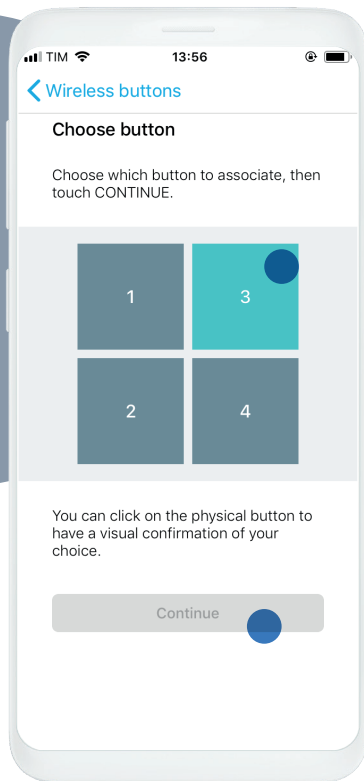 TIM
13:56
Wireless buttons
Choose button
Choose which button to associate, then
touch CONTINUE.
1
3
2
4
You can click on the physical button to
have a visual confirmation of your
choice.
Continue